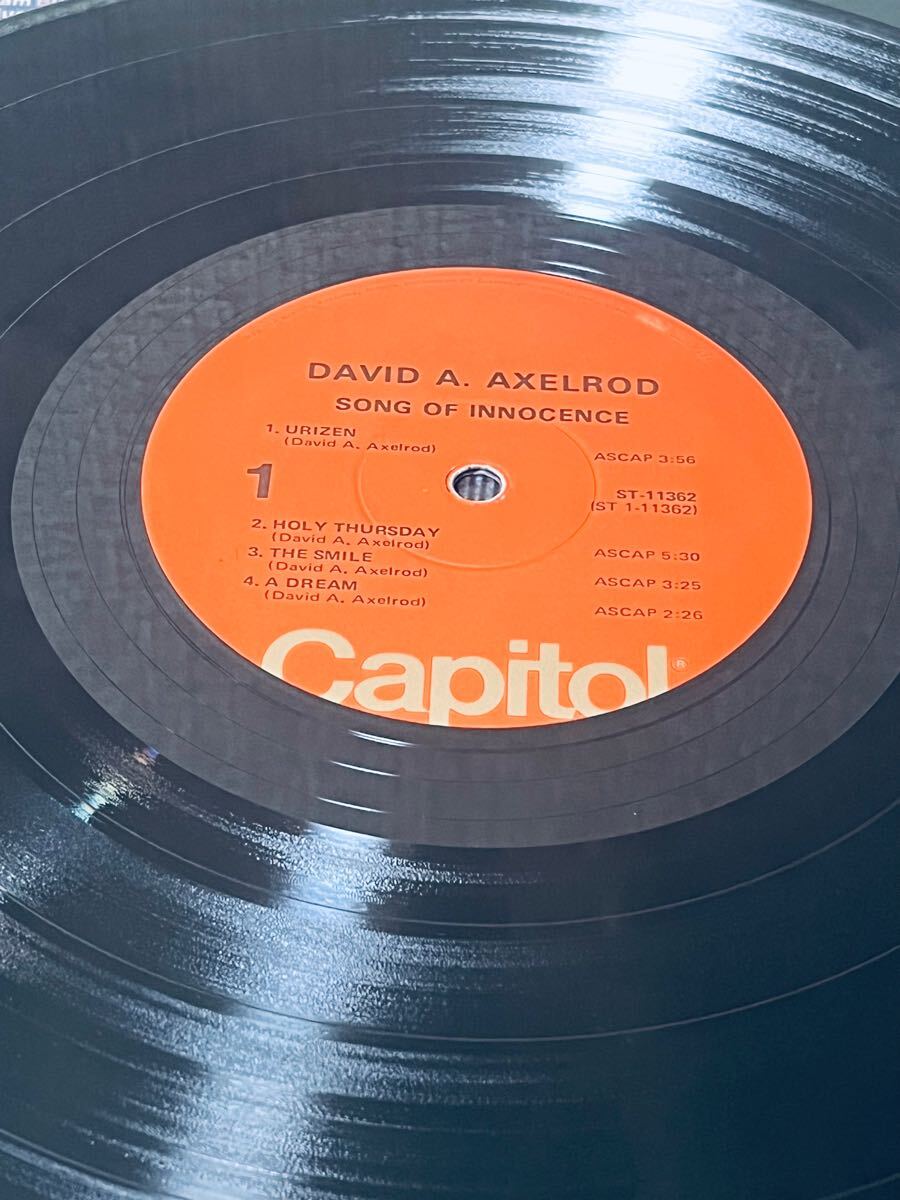 DAVID A. AXELROD
SONG OF INNOCENCE
1. URIZEN
(David A. Axelrod)
ASCAP 3:56
1
ST-11362
(ST 1-11362)
2. HOLY THURSDAY
(David A. Axelrod)
ASCAP 5:30
3. THE SMILE
(David A. Axelrod)
ASCAP 3:25
4. A DREAM
(David A. Axelrod)
ASCAP 2:26
Capitol®